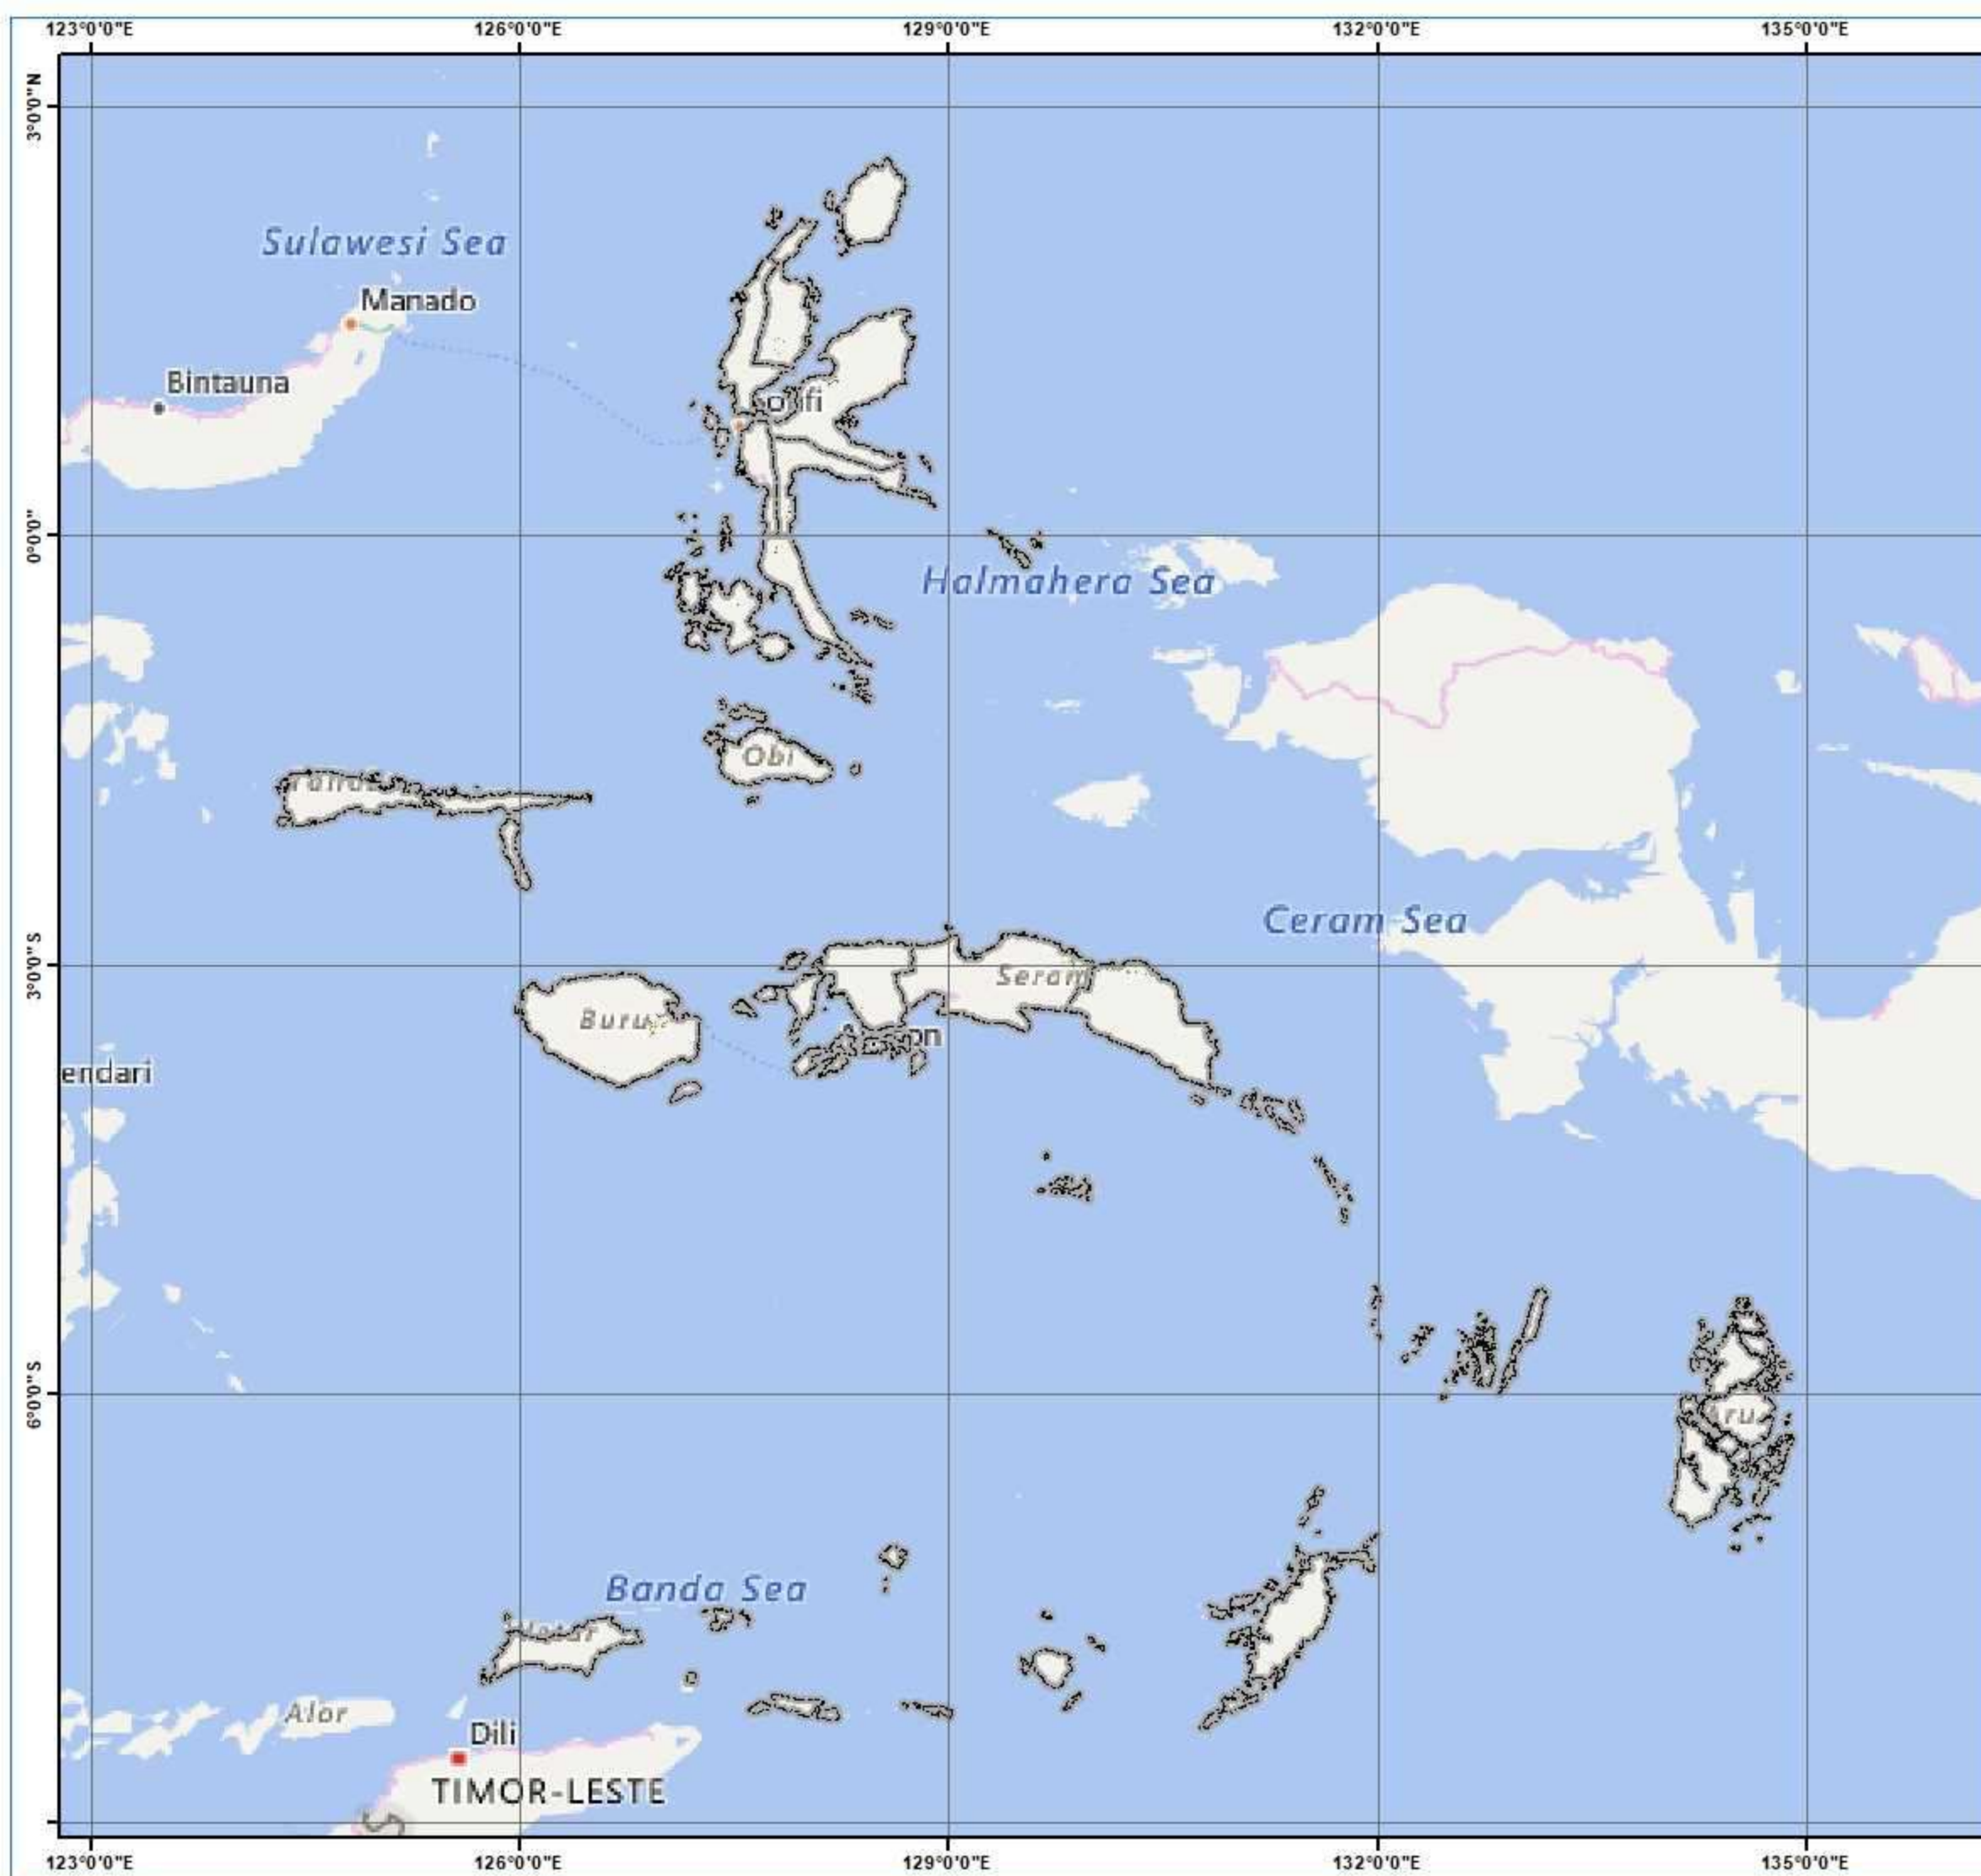 123°0'0"E 126°0'0"E 129°0'0"E 132°0'0"E 135°0'0"E
3°0'0"N
Sulawesi Sea
Manado
Bintauna
0°0'0"
Halmahera Sea
Obi
Ceram Sea
3°0'0"S
Seram
Buru
endari
6°0'0"S
Aru
Banda Sea
Alor
Dili
TIMOR-LESTE
123°0'0"E 126°0'0"E 129°0'0"E 132°0'0"E 135°0'0"E